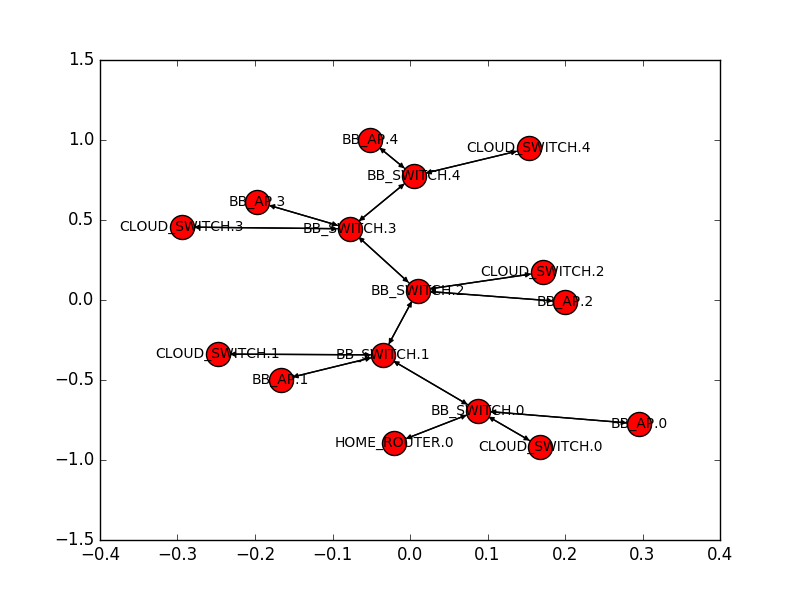 1.5
BB_AP.4
CLOUD_SWITCH.4
1.0
BB_SWITCH.4
BB_AP.3
CLOUD_SWITCH.3
BB_SWITCH.3
0.5
CLOUD_SWITCH.2
BB_SWITCH.2
BB_AP.2
0.0
CLOUD_SWITCH.1
BB_SWITCH.1
BB_AP.1
−0.5
BB_SWITCH.0
BB_AP.0
HOME_ROUTER.0
CLOUD_SWITCH.0
−1.0
−1.5
−0.4 −0.3 −0.2 −0.1 0.0 0.1 0.2 0.3 0.4